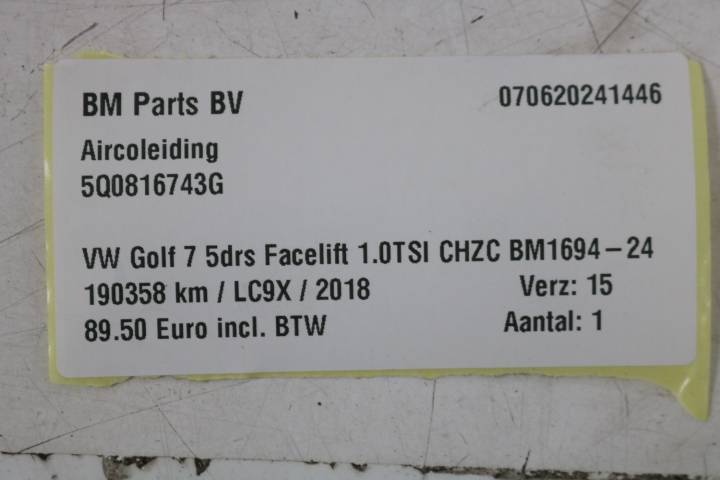 BM Parts BV 070620241446
Aircoleiding
5Q0816743G
VW Golf 7 5drs Facelift 1.0TSI CHZC BM1694-24
190358 km / LC9X / 2018 Verz: 15
89.50 Euro incl. BTW Aantal: 1